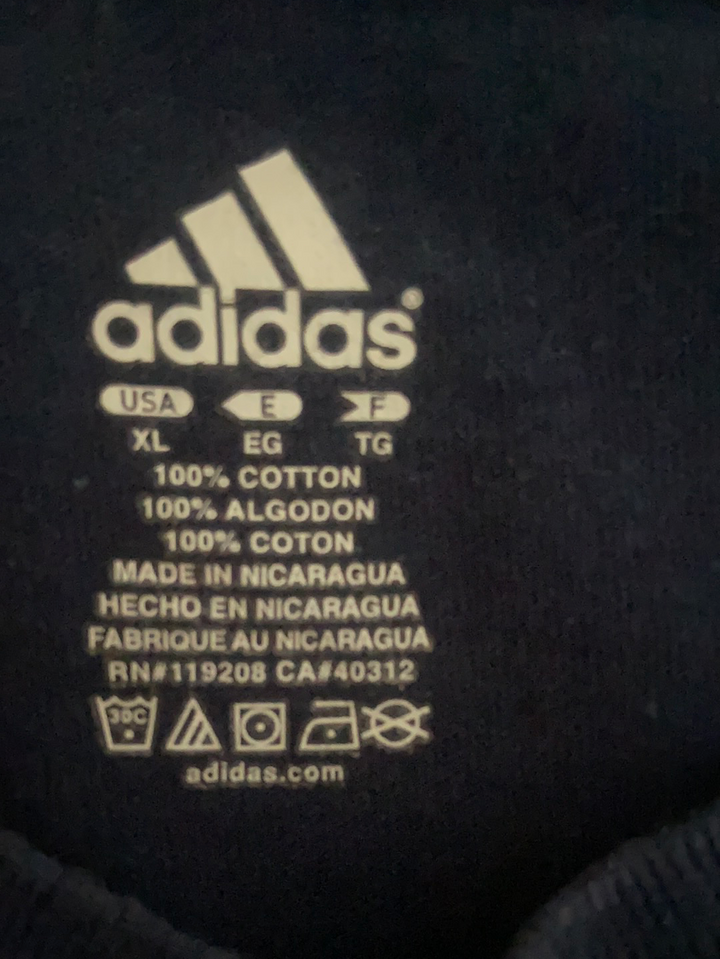 adidas®
USA E F
XL EG TG
100% COTTON
100% ALGODON
100% COTON
MADE IN NICARAGUA
HECHO EN NICARAGUA
FABRIQUE AU NICARAGUA
RN#119208 CA#40312
30C
adidas.com